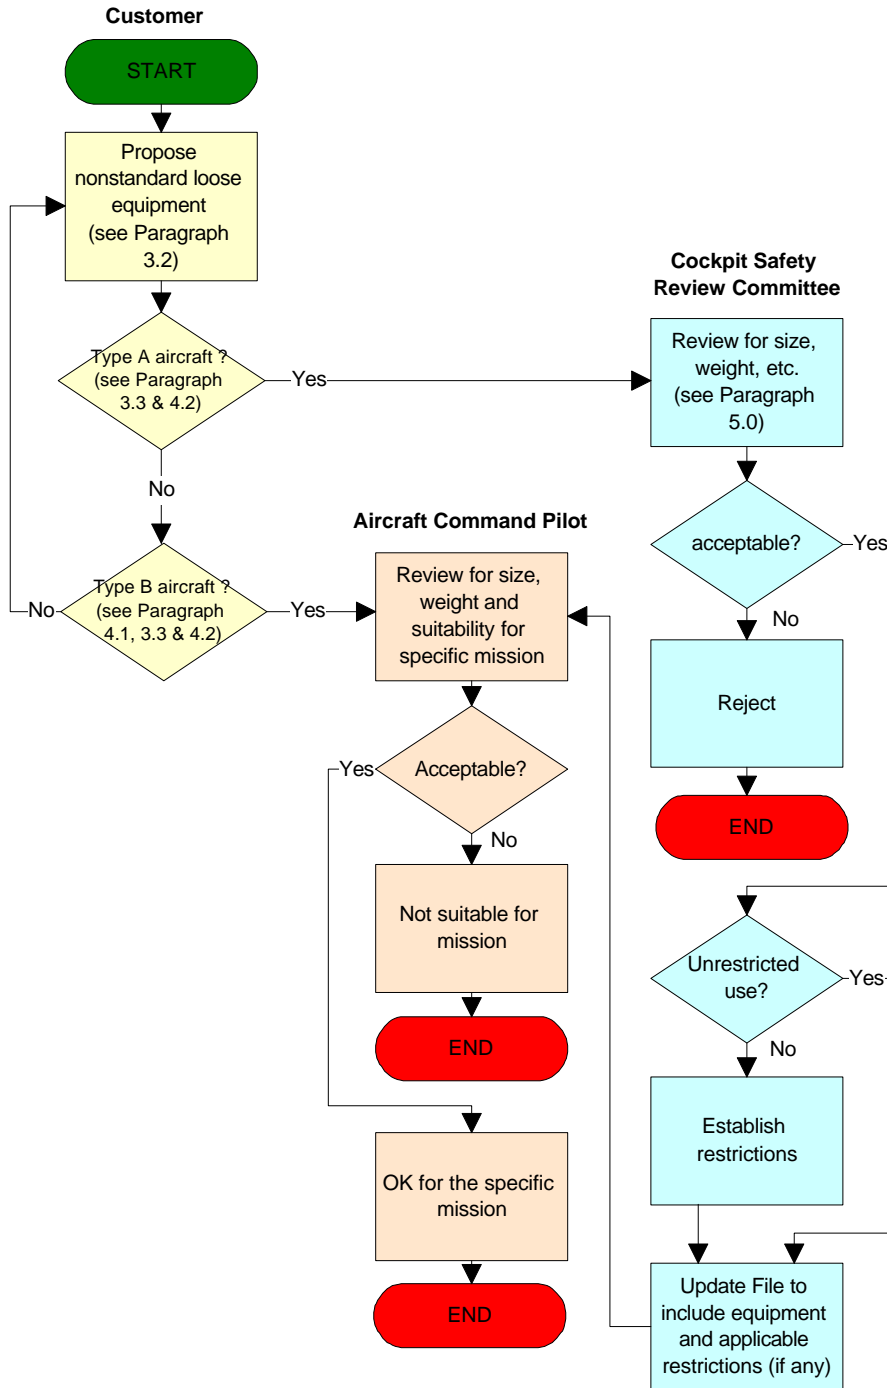 Customer
START
Propose
nonstandard loose
equipment
(see Paragraph
3.2)
Type A aircraft ?
(see Paragraph
3.3 & 4.2)
Yes
No
Type B aircraft ?
(see Paragraph
4.1, 3.3 & 4.2)
No
Yes
Aircraft Command Pilot
Review for size,
weight and
suitability for
specific mission
Acceptable?
Yes
No
Not suitable for
mission
END
OK for the specific
mission
END
Cockpit Safety
Review Committee
Review for size,
weight, etc.
(see Paragraph
5.0)
acceptable?
Yes
No
Reject
END
Unrestricted
use?
Yes
No
Establish
restrictions
Update File to
include equipment
and applicable
restrictions (if any)